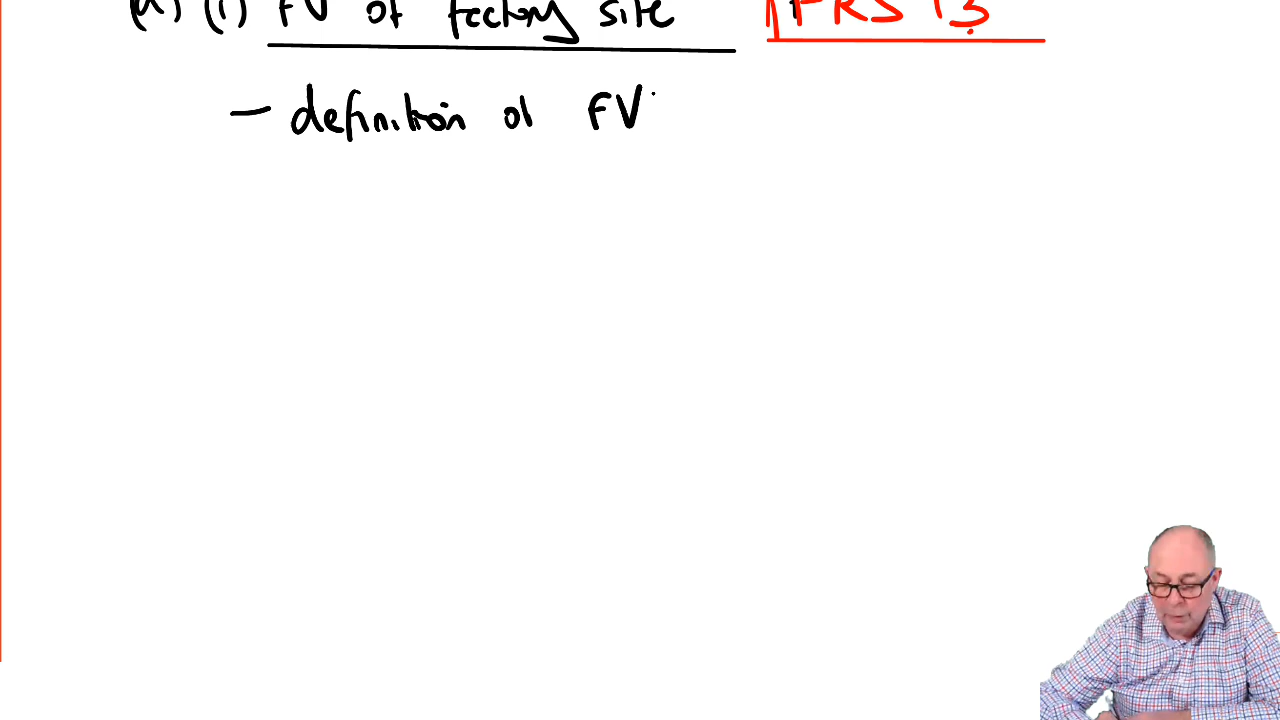 (a) (i) FV of factory site IFRS 13
- definition of FV